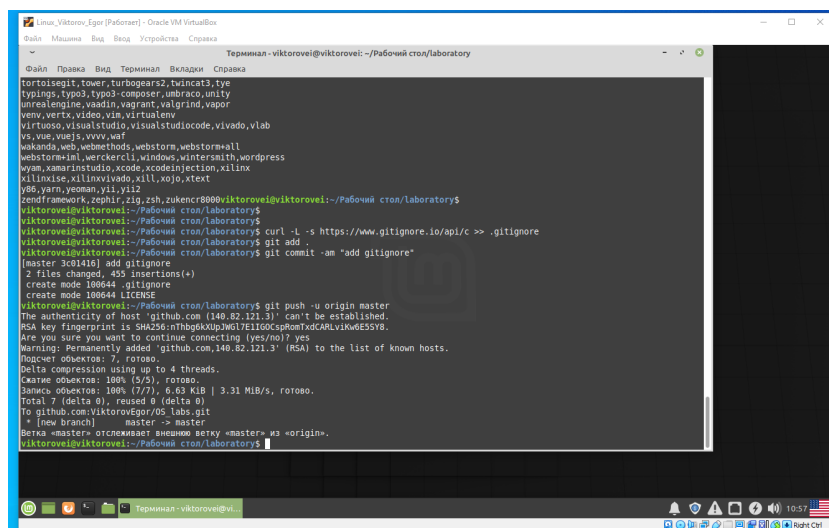 Linux_Viktorov_Egor [Работает] - Oracle VM VirtualBox
Файл Машина Вид Ввод Устройства Справка
Терминал - viktorovei@viktorovei: ~/Рабочий стол/laboratory
Файл Правка Вид Терминал Вкладки Справка
tortoisegit,tower,turbogears2,twincat3,tye
typings,typo3,typo3-composer,umbraco,unity
unrealengine,vaadin,vagrant,valgrind,vapor
venv,vertx,video,vim,virtualenv
virtuoso,visualstudio,visualstudiocode,vivado,vlab
vs,vue,vuejs,vvvv,waf
wakanda,web,webmethods,webstorm,webstorm+all
webstorm+iml,werckercli,windows,wintersmith,wordpress
wyam,xamarinstudio,xcode,xcodeinjection,xilinx
xilinxise,xilinxvivado,xill,xojo,xtext
y86,yarn,yeoman,yii,yii2
zendframework,zephir,zig,zsh,zukencr8000viktorovei@viktorovei:~/Рабочий стол/laboratory$
viktorovei@viktorovei:~/Рабочий стол/laboratory$
viktorovei@viktorovei:~/Рабочий стол/laboratory$
viktorovei@viktorovei:~/Рабочий стол/laboratory$ curl -L -s https://www.gitignore.io/api/c >> .gitignore
viktorovei@viktorovei:~/Рабочий стол/laboratory$ git add .
viktorovei@viktorovei:~/Рабочий стол/laboratory$ git commit -am "add gitignore"
[master 3c01416] add gitignore
2 files changed, 455 insertions(+)
create mode 100644 .gitignore
create mode 100644 LICENSE
viktorovei@viktorovei:~/Рабочий стол/laboratory$ git push -u origin master
The authenticity of host 'github.com (140.82.121.3)' can't be established.
RSA key fingerprint is SHA256:nThbg6kXUpJWGl7E1IGOCspRomTxdCARLviKw6E5SY8.
Are you sure you want to continue connecting (yes/no)? yes
Warning: Permanently added 'github.com,140.82.121.3' (RSA) to the list of known hosts.
Подсчет объектов: 7, готово.
Delta compression using up to 4 threads.
Сжатие объектов: 100% (5/5), готово.
Запись объектов: 100% (7/7), 6.63 KiB | 3.31 MiB/s, готово.
Total 7 (delta 0), reused 0 (delta 0)
To github.com:ViktorovEgor/OS_labs.git
* [new branch] master -> master
Ветка «master» отслеживает внешнюю ветку «master» из «origin».
viktorovei@viktorovei:~/Рабочий стол/laboratory$
Терминал - viktorovei@vi...
10:57
Right Ctrl